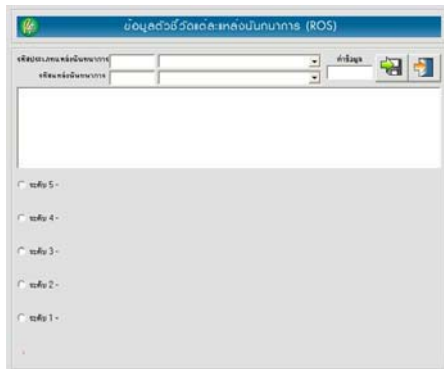 ข้อมูลตัวชี้วัดแต่ละแหล่งนันทนาการ (ROS)
รหัสประเภทแหล่งนันทนาการ ค่าข้อมูล
รหัสแหล่งนันทนาการ
ระดับ 5 -
ระดับ 4 -
ระดับ 3 -
ระดับ 2 -
ระดับ 1 -